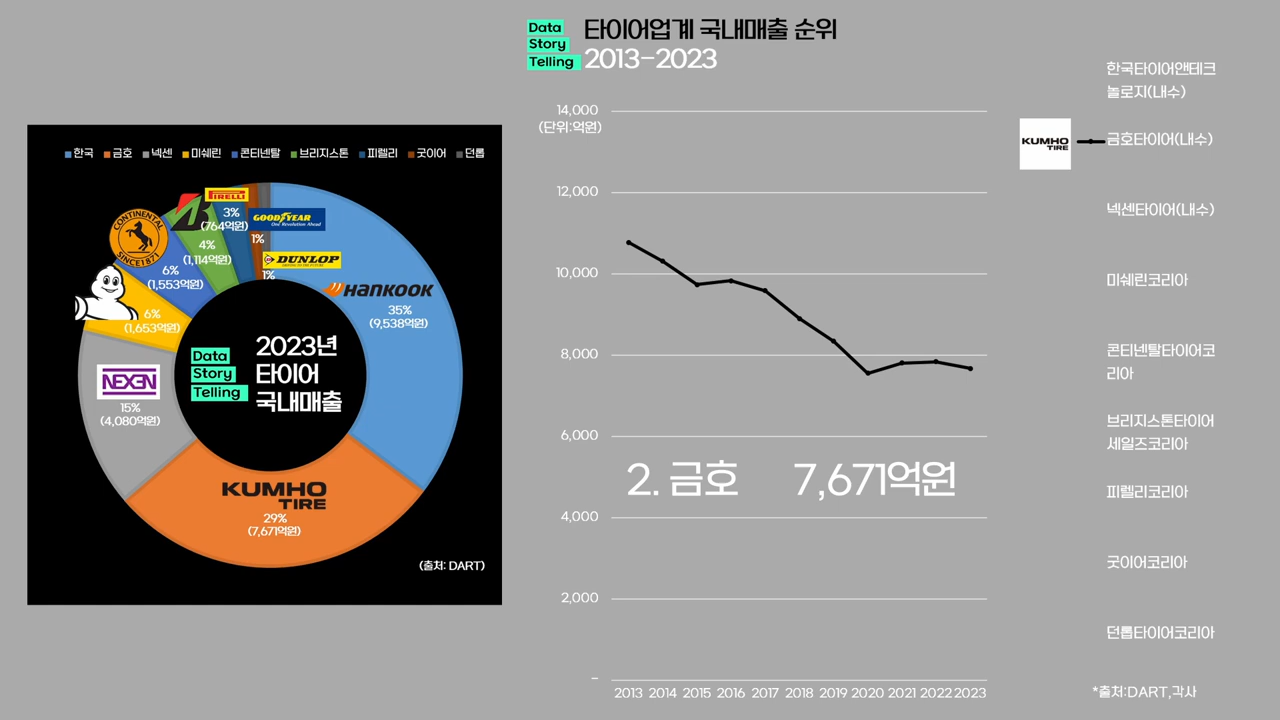 Data
Story
Telling
타이어업계 국내매출 순위
2013-2023
한국
금호
넥센
미쉐린
콘티넨탈
브리지스톤
피렐리
굿이어
던롭
PIRELLI
3%
(764억원)
GOODYEAR
One Revolution Ahead
1%
CONTINENTAL
SINCE 1871
4%
(1,114억원)
DUNLOP
1%
6%
(1,553억원)
HANKOOK
35%
(9,538억원)
6%
(1,653억원)
Data
Story
Telling
2023년
타이어
국내매출
NEXEN
15%
(4,080억원)
KUMHO
TIRE
29%
(7,671억원)
(출처: DART)
14,000
(단위:억원)
12,000
10,000
8,000
6,000
4,000
2,000
-
2. 금호 7,671억원
2013 2014 2015 2016 2017 2018 2019 2020 2021 2022 2023
한국타이어앤테크
놀로지(내수)
KUMHO
TIRE
금호타이어(내수)
넥센타이어(내수)
미쉐린코리아
콘티넨탈타이어코
리아
브리지스톤타이어
세일즈코리아
피렐리코리아
굿이어코리아
던롭타이어코리아
*출처:DART,각사